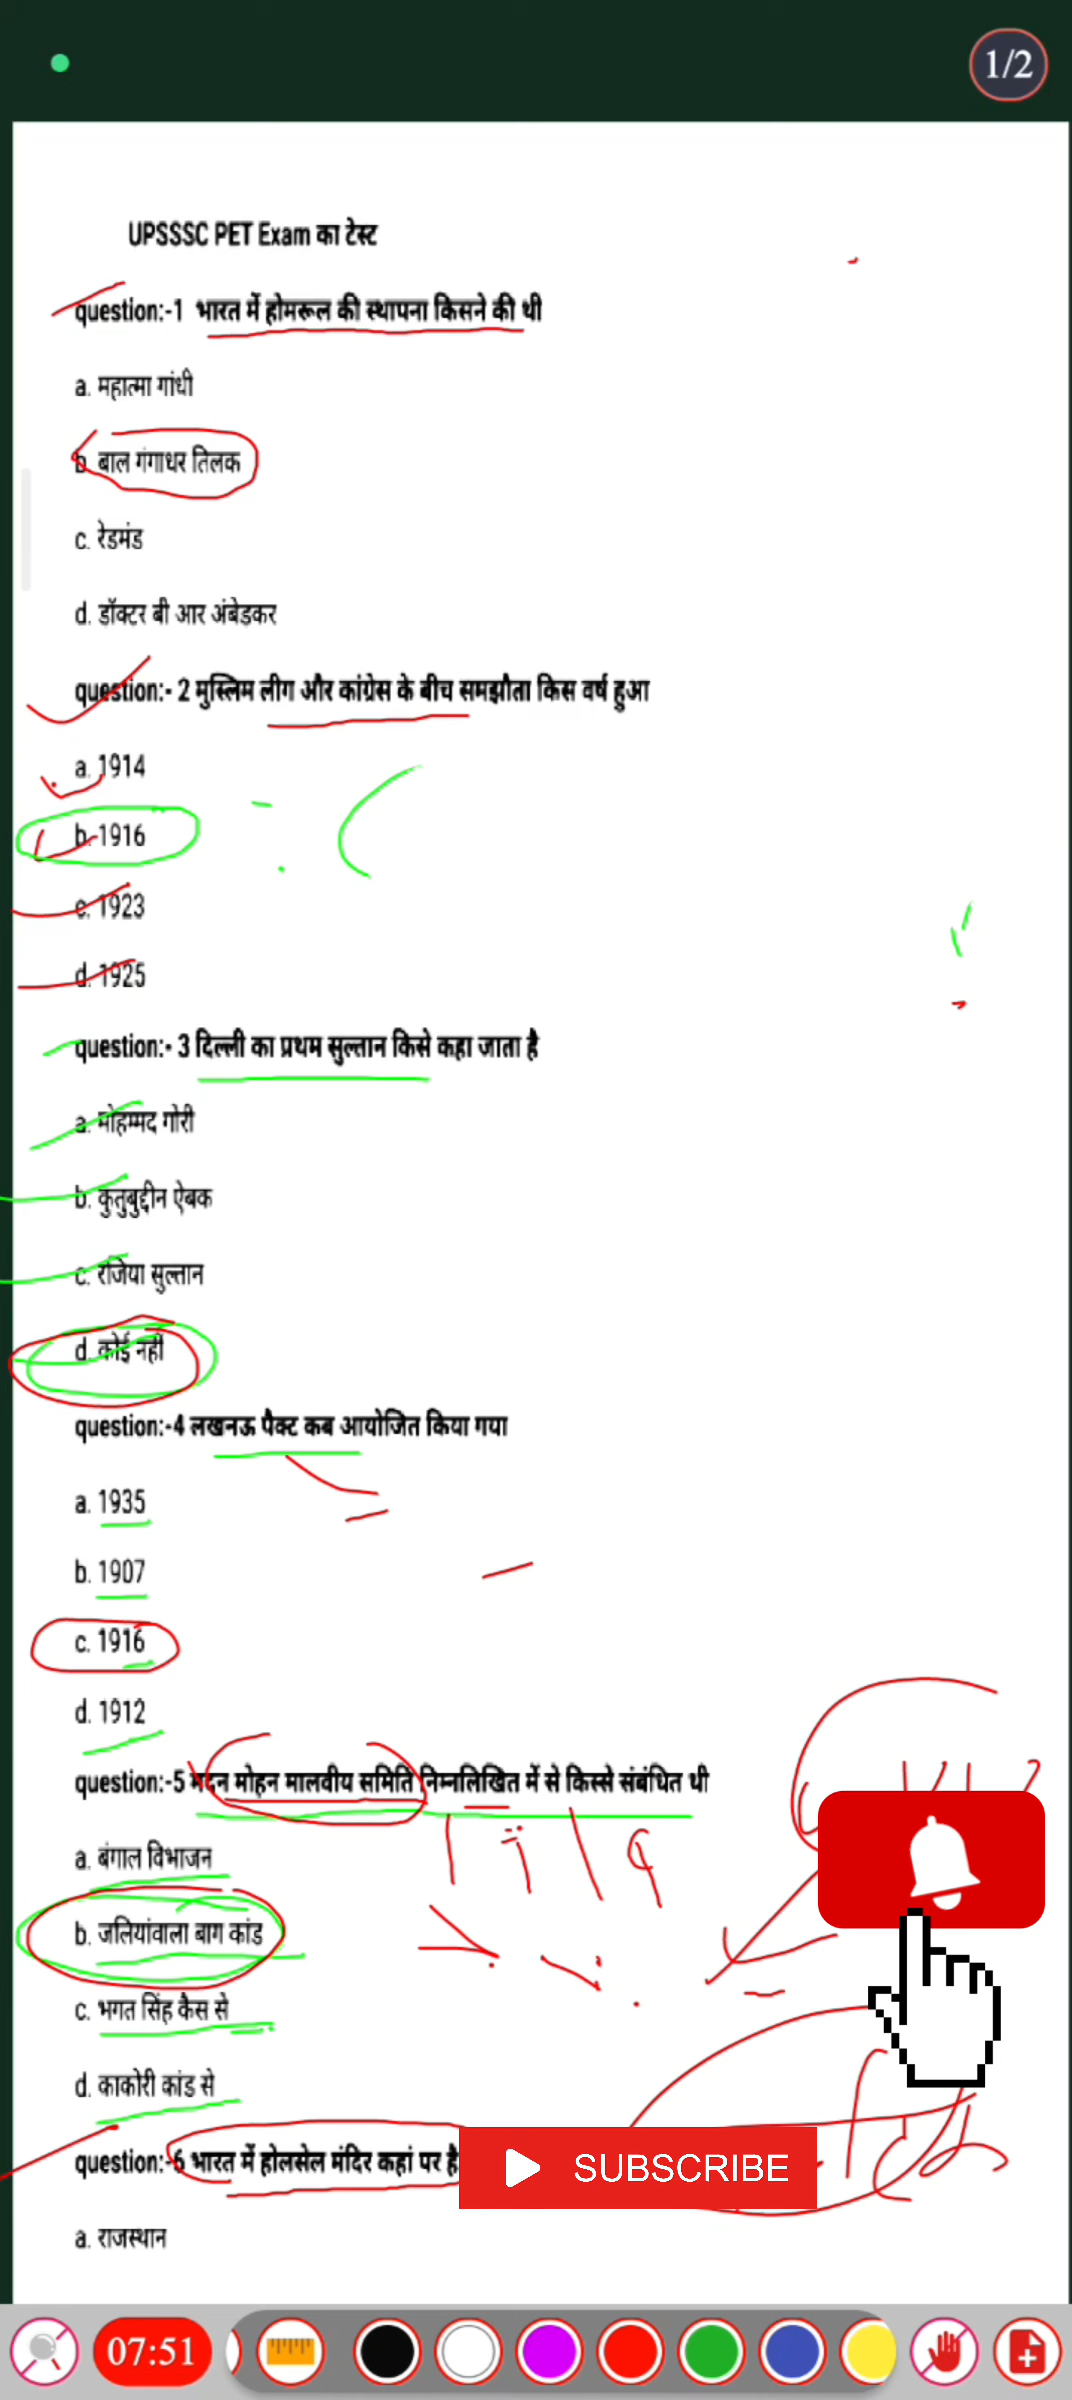 1/2
UPSSSC PET Exam का टेस्ट
question:-1 भारत में होमरूल की स्थापना किसने की थी
a. महात्मा गांधी
b. बाल गंगाधर तिलक
c. रेडमंड
d. डॉक्टर बी आर अंबेडकर
question:- 2 मुस्लिम लीग और कांग्रेस के बीच समझौता किस वर्ष हुआ
a. 1914
b. 1916
c. 1923
d. 1925
question:- 3 दिल्ली का प्रथम सुल्तान किसे कहा जाता है
a. मोहम्मद गोरी
b. कुतुबुद्दीन ऐबक
c. रजिया सुल्तान
d. कोई नहीं
question:-4 लखनऊ पैक्ट कब आयोजित किया गया
a. 1935
b. 1907
c. 1916
d. 1912
question:-5 मदन मोहन मालवीय समिति निम्नलिखित में से किस्से संबंधित थी
a. बंगाल विभाजन
b. जलियांवाला बाग कांड
c. भगत सिंह कैस से
d. काकोरी कांड से
question:-6 भारत में होलसेल मंदिर कहां पर है
SUBSCRIBE
a. राजस्थान
07:51